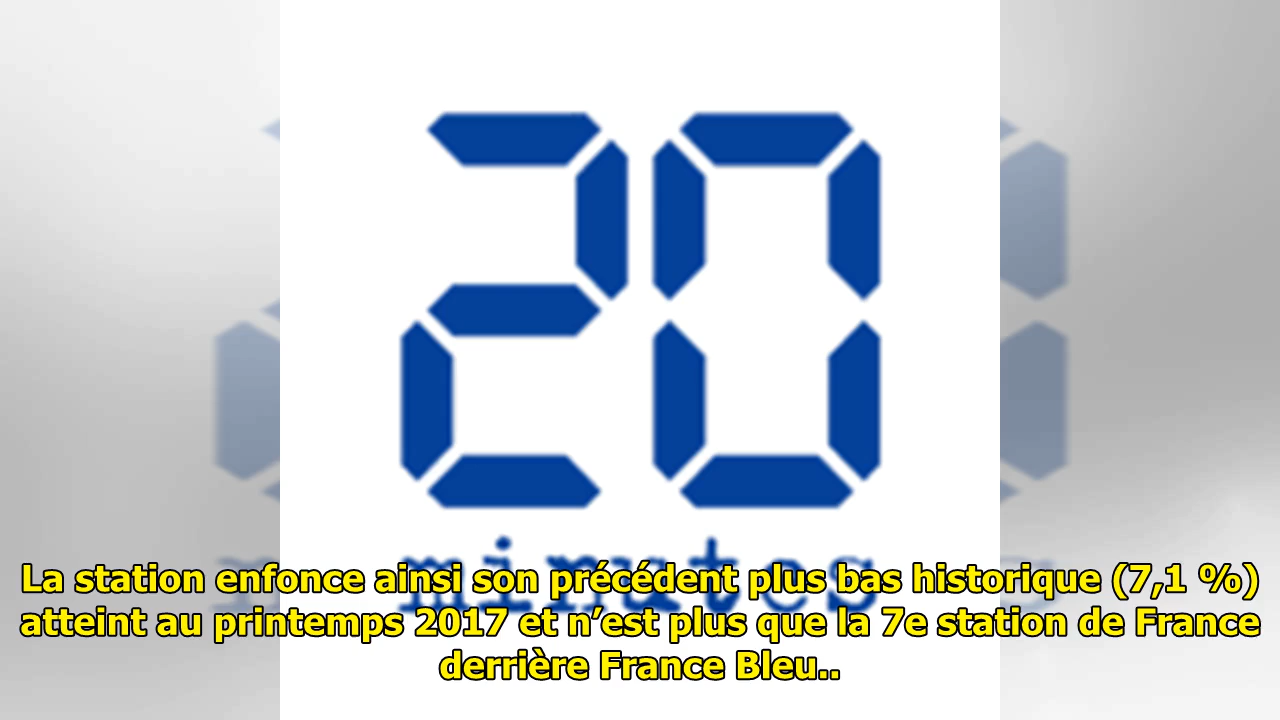 20
minutes
La station enfonce ainsi son précédent plus bas historique (7,1 %)
atteint au printemps 2017 et n’est plus que la 7e station de France
derrière France Bleu..